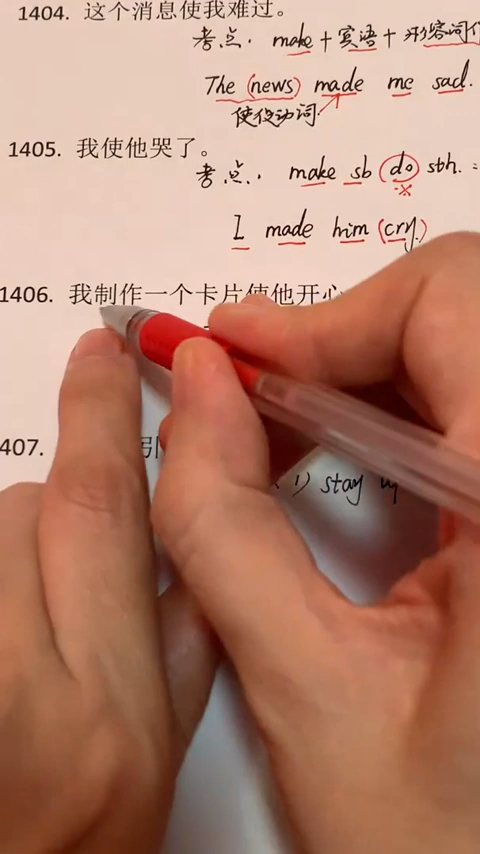 1404. 这个消息使我难过。
考点. make + 宾语 + 形容词
The (news) made me sad.
使役动词
1405. 我使他哭了。
考点. make sb (do) sth.
※
I made him (cry.)
1406. 我制作一个卡片使他开心
407.
1) stay up